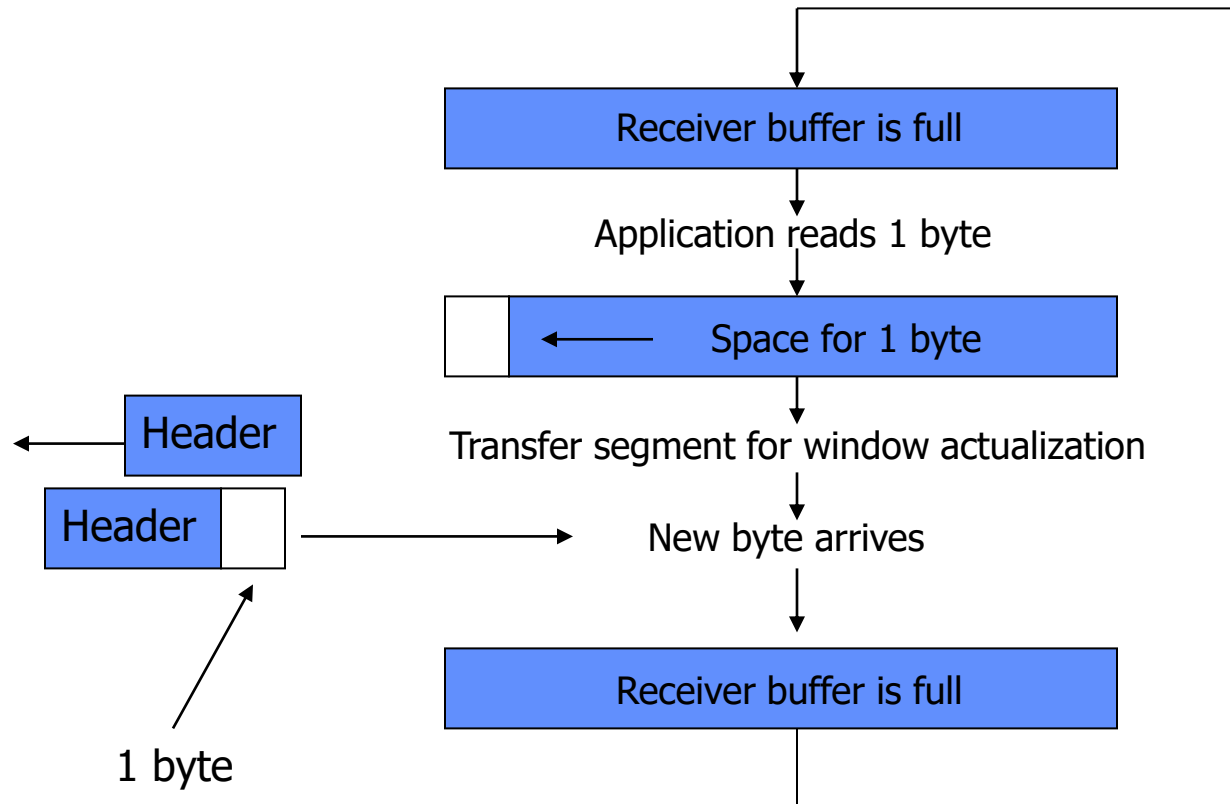 Receiver buffer is full
Application reads 1 byte
Space for 1 byte
Header
Transfer segment for window actualization
Header
New byte arrives
Receiver buffer is full
1 byte